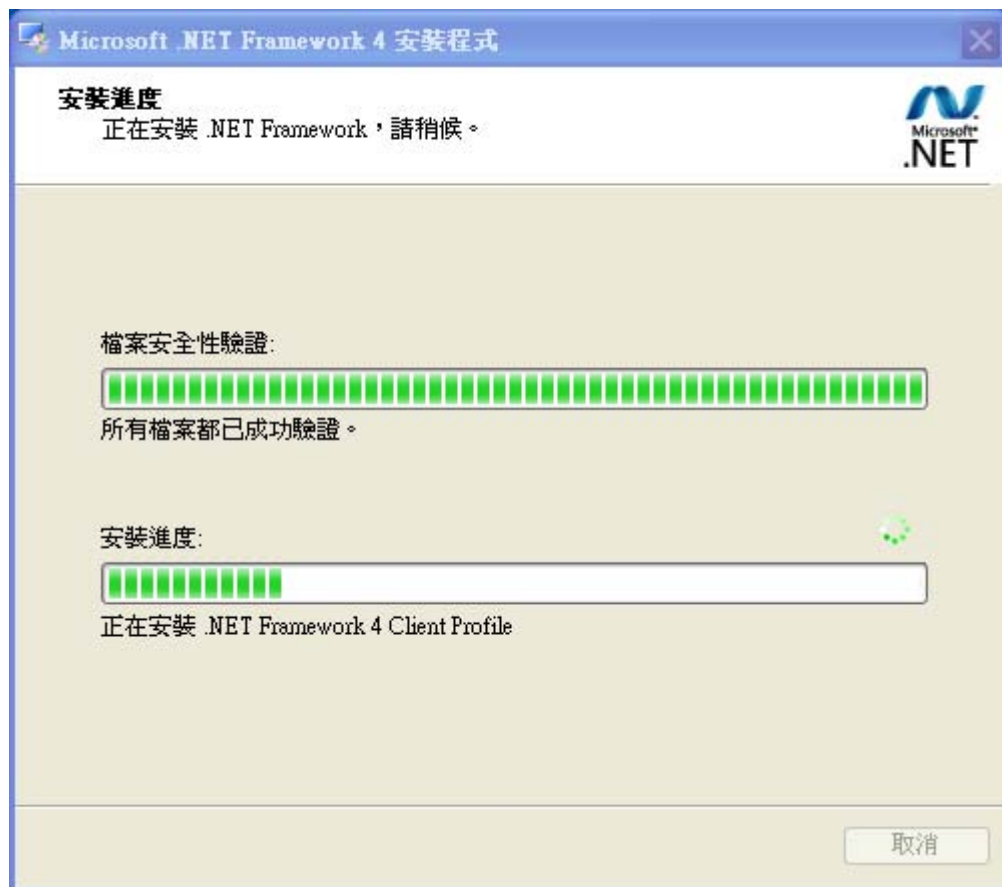 Microsoft .NET Framework 4 安裝程式
安裝進度
正在安裝 .NET Framework，請稍候。
Microsoft
.NET
檔案安全性驗證:
所有檔案都已成功驗證。
安裝進度:
正在安裝 .NET Framework 4 Client Profile
取消